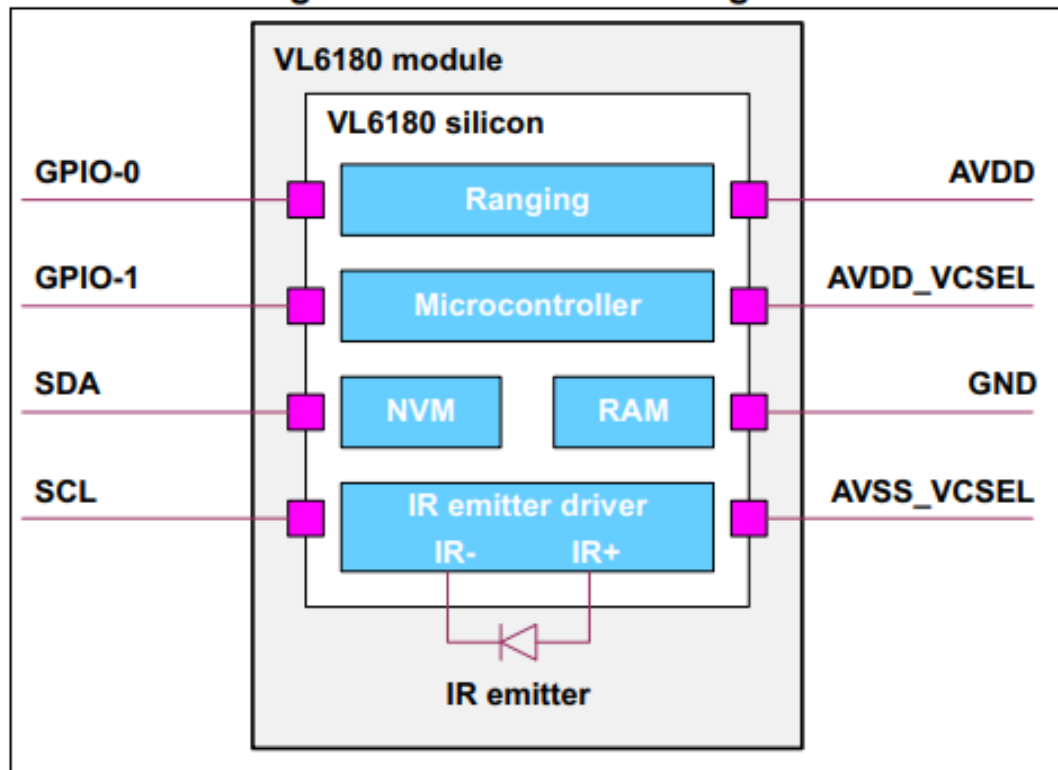 VL6180 module
VL6180 silicon
GPIO-0
Ranging
AVDD
GPIO-1
Microcontroller
AVDD_VCSEL
SDA
NVM
RAM
GND
SCL
IR emitter driver
AVSS_VCSEL
IR-
IR+
IR emitter